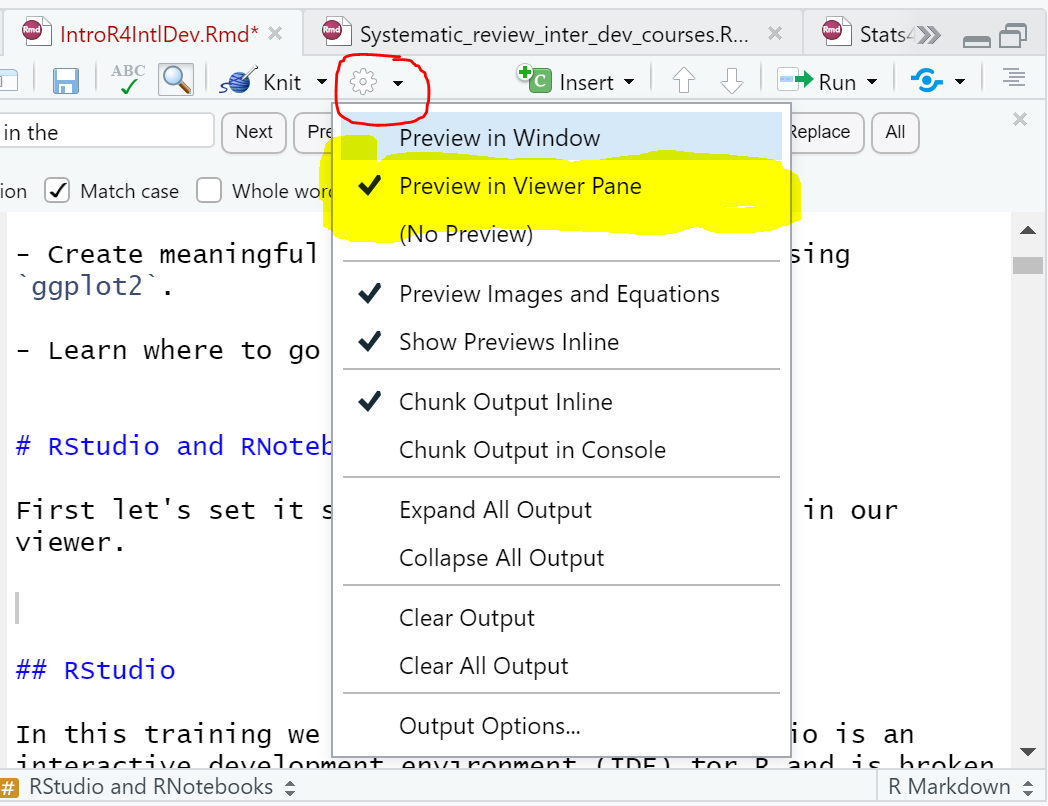 Rmd IntroR4IntlDev.Rmd* Rmd Systematic_review_inter_dev_courses.R... Rmd Stats4
ABC Knit C Insert Run
in the Next Pre Replace All
ion Match case Whole wor
Preview in Window
Preview in Viewer Pane
(No Preview)
Preview Images and Equations
Show Previews Inline
Chunk Output Inline
Chunk Output in Console
Expand All Output
Collapse All Output
Clear Output
Clear All Output
Output Options...
- Create meaningful sing
`ggplot2`.
- Learn where to go
# RStudio and RNoteb
First let's set it s in our
viewer.
## RStudio
In this training we io is an
interactive development environment (IDE) for R and is broken
# RStudio and RNotebooks R Markdown